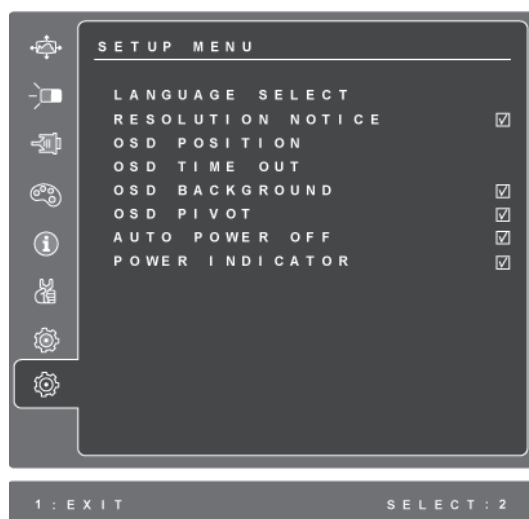 SETUP MENU
LANGUAGE SELECT
RESOLUTION NOTICE
OSD POSITION
OSD TIME OUT
OSD BACKGROUND
OSD PIVOT
AUTO POWER OFF
POWER INDICATOR
1:EXIT SELECT:2